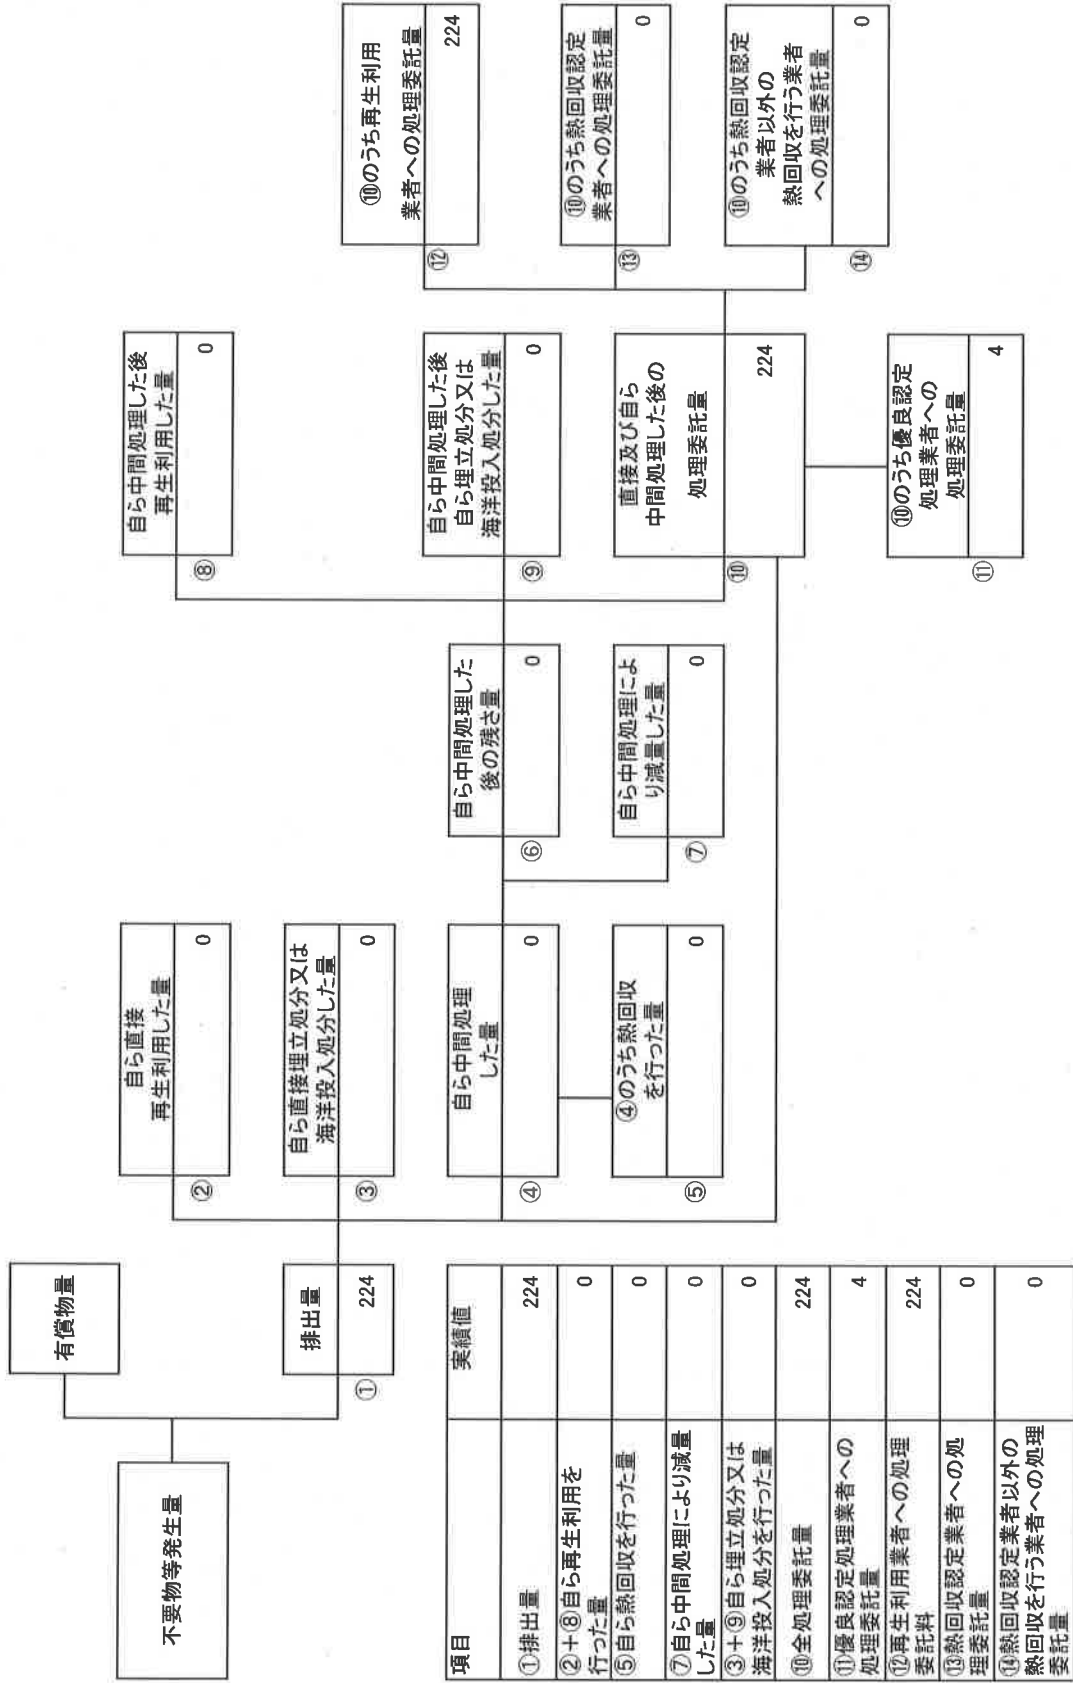 不要物等発生量
有償物量
排出量
①
224
自ら直接
再生利用した量
②
0
自ら直接埋立処分又は
海洋投入処分した量
③
0
自ら中間処理
した量
④
0
④のうち熱回収
を行った量
⑤
0
自ら中間処理した
後の残さ量
⑥
0
自ら中間処理によ
り減量した量
⑦
0
自ら中間処理した後
再生利用した量
⑧
0
自ら中間処理した後
自ら埋立処分又は
海洋投入処分した量
⑨
0
直接及び自ら
中間処理した後の
処理委託量
⑩
224
⑩のうち優良認定
処理業者への
処理委託量
⑪
4
⑩のうち再生利用
業者への処理委託量
⑫
224
⑩のうち熱回収認定
業者への処理委託量
⑬
0
⑩のうち熱回収認定
業者以外の
熱回収を行う業者
への処理委託量
⑭
0
項目 実績値
①排出量 224
②+⑧自ら再生利用を
行った量 0
⑤自ら熱回収を行った量 0
⑦自ら中間処理により減量
した量 0
③+⑨自ら埋立処分又は
海洋投入処分を行った量 0
⑩全処理委託量 224
⑪優良認定処理業者への
処理委託量 4
⑫再生利用業者への処理
委託料 224
⑬熱回収認定業者への処
理委託量 0
⑭熱回収認定業者以外の
熱回収を行う業者への処理
委託量 0